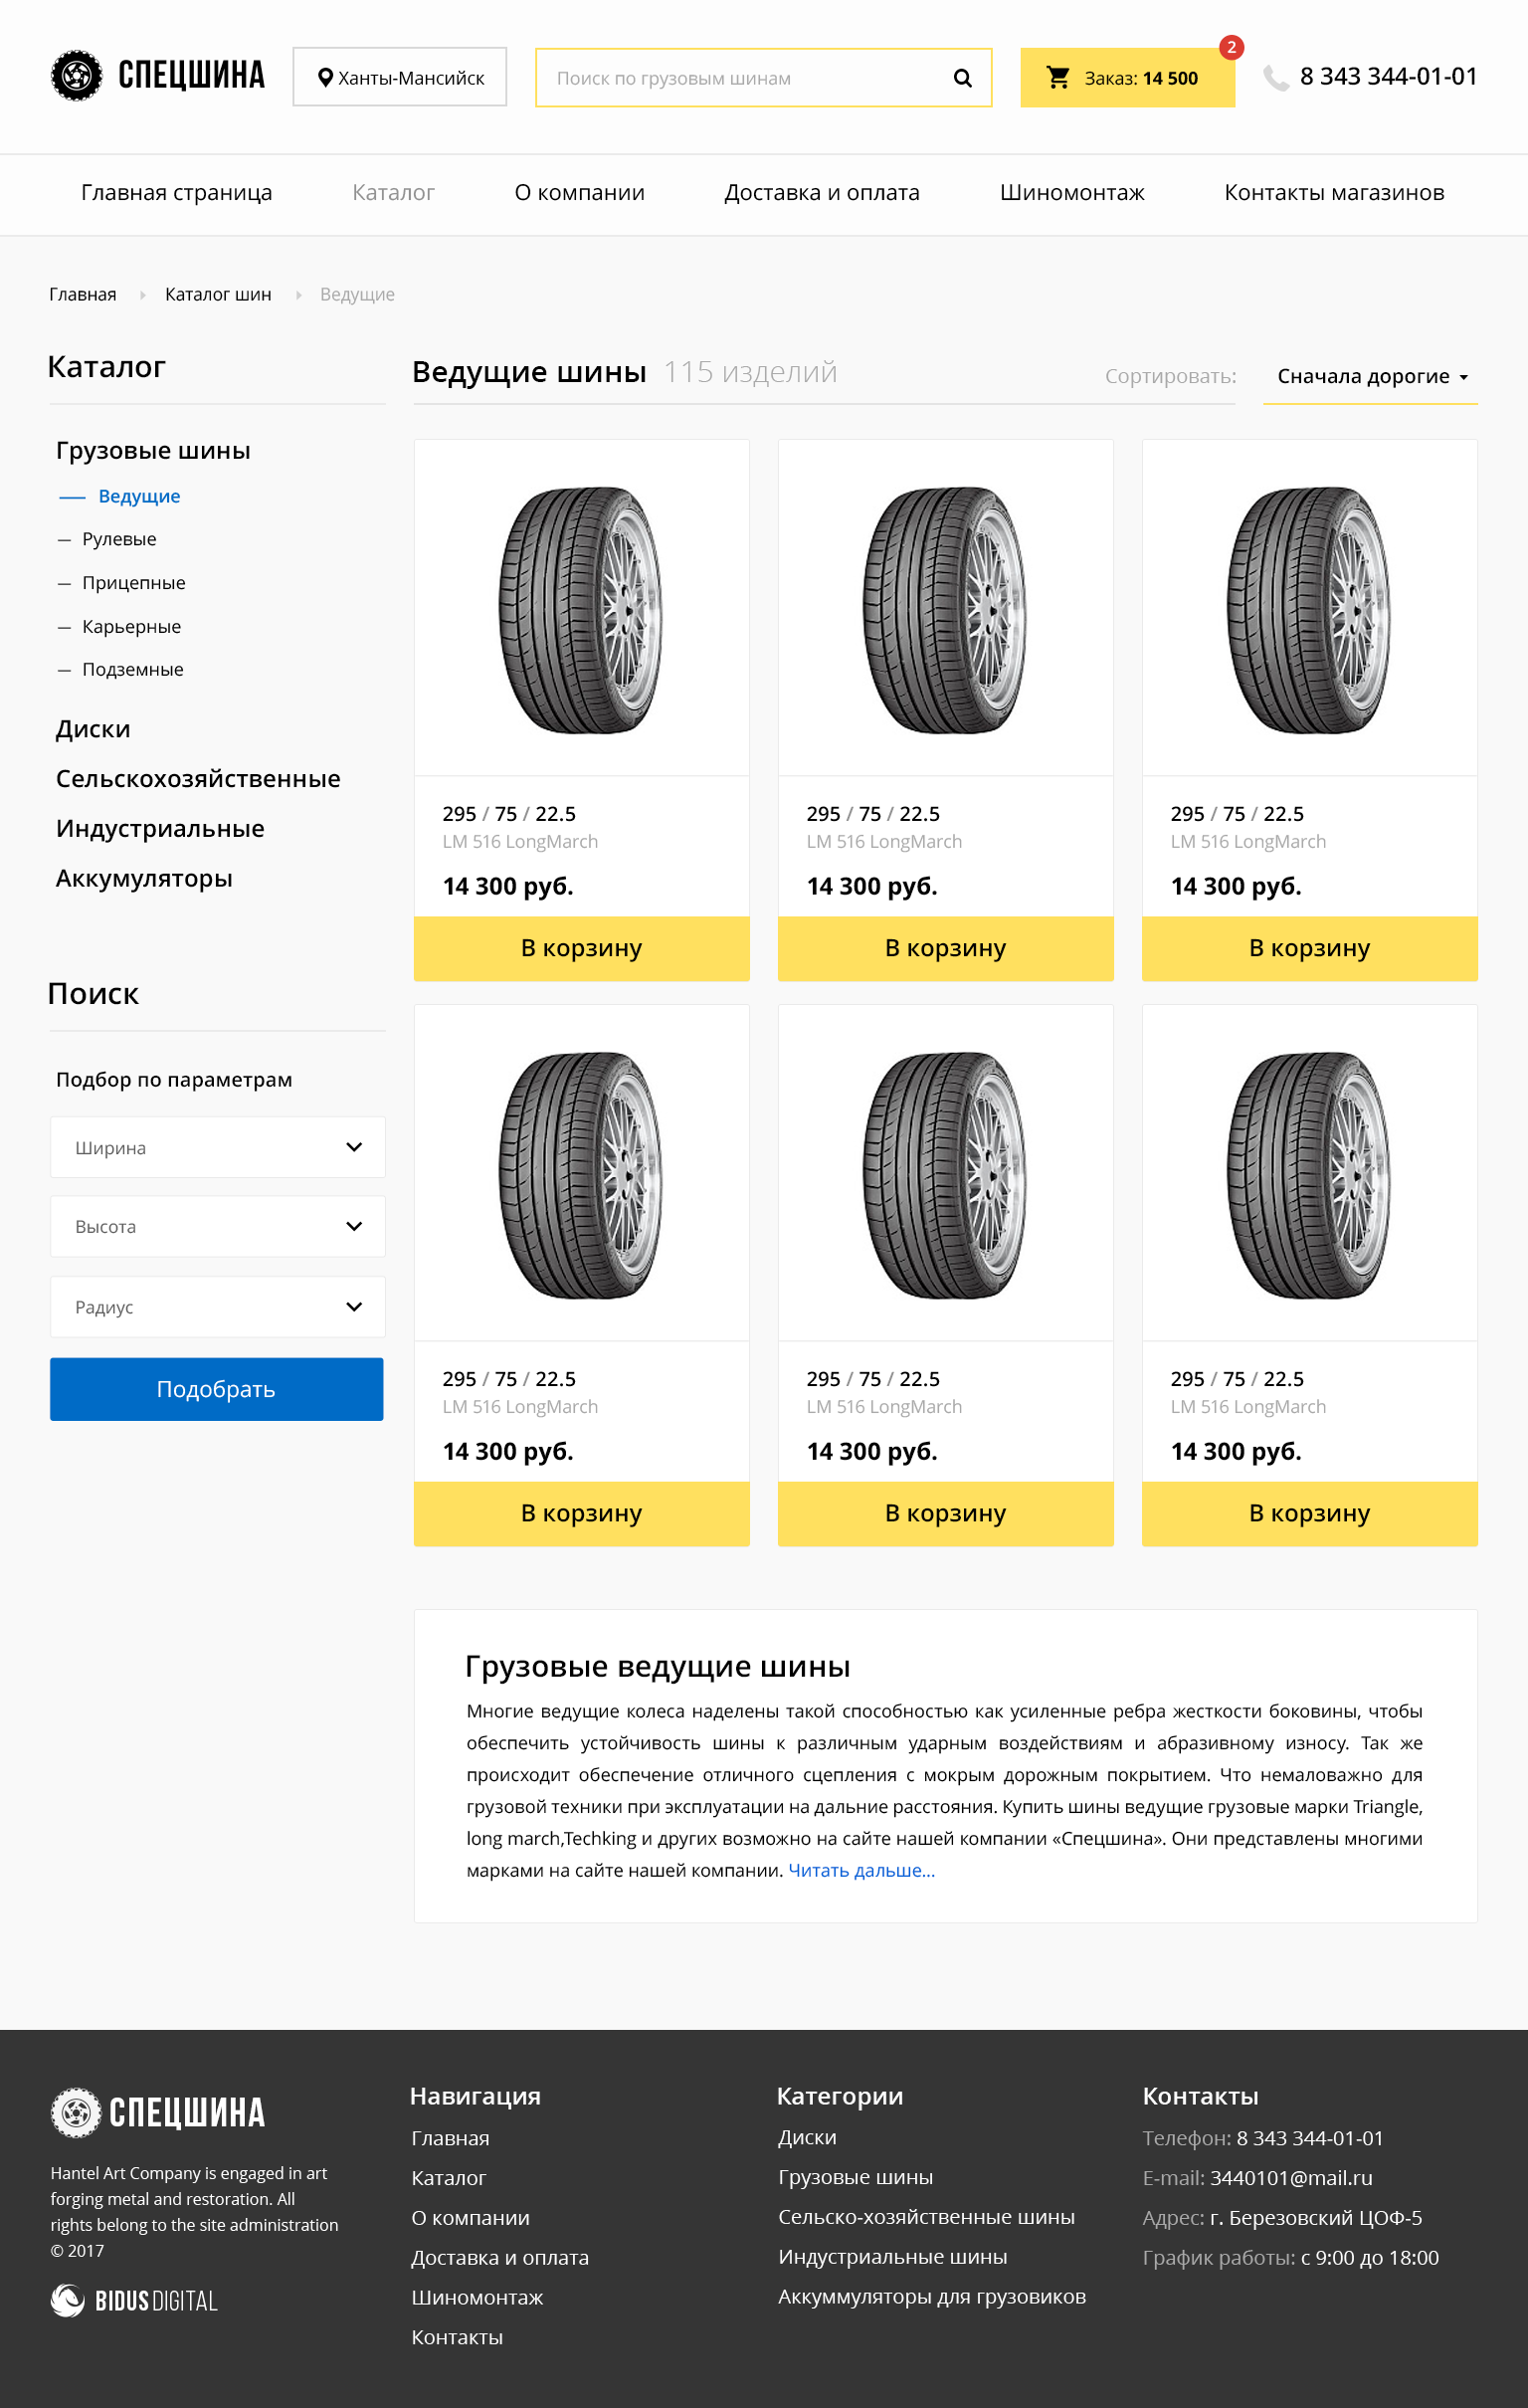 СПЕЦШИНА
Ханты-Мансийск
Поиск по грузовым шинам
Заказ: 14 500
2
8 343 344-01-01
Главная страница
Каталог
О компании
Доставка и оплата
Шиномонтаж
Контакты магазинов
Главная
Каталог шин
Ведущие
Каталог
Грузовые шины
Ведущие
Рулевые
Прицепные
Карьерные
Подземные
Диски
Сельскохозяйственные
Индустриальные
Аккумуляторы
Поиск
Подбор по параметрам
Ширина
Высота
Радиус
Подобрать
Ведущие шины 115 изделий
Сортировать:
Сначала дорогие
295 / 75 / 22.5
LM 516 LongMarch
14 300 руб.
В корзину
295 / 75 / 22.5
LM 516 LongMarch
14 300 руб.
В корзину
295 / 75 / 22.5
LM 516 LongMarch
14 300 руб.
В корзину
295 / 75 / 22.5
LM 516 LongMarch
14 300 руб.
В корзину
295 / 75 / 22.5
LM 516 LongMarch
14 300 руб.
В корзину
295 / 75 / 22.5
LM 516 LongMarch
14 300 руб.
В корзину
Грузовые ведущие шины
Многие ведущие колеса наделены такой способностью как усиленные ребра жесткости боковины, чтобы
обеспечить устойчивость шины к различным ударным воздействиям и абразивному износу. Так же
происходит обеспечение отличного сцепления с мокрым дорожным покрытием. Что немаловажно для
грузовой техники при эксплуатации на дальние расстояния. Купить шины ведущие грузовые марки Triangle,
long march,Techking и других возможно на сайте нашей компании «Спецшина». Они представлены многими
марками на сайте нашей компании. Читать дальше...
СПЕЦШИНА
Hantel Art Company is engaged in art
forging metal and restoration. All
rights belong to the site administration
© 2017
BIDUS DIGITAL
Навигация
Главная
Каталог
О компании
Доставка и оплата
Шиномонтаж
Контакты
Категории
Диски
Грузовые шины
Сельско-хозяйственные шины
Индустриальные шины
Аккуммуляторы для грузовиков
Контакты
Телефон: 8 343 344-01-01
E-mail: 3440101@mail.ru
Адрес: г. Березовский ЦОФ-5
График работы: с 9:00 до 18:00